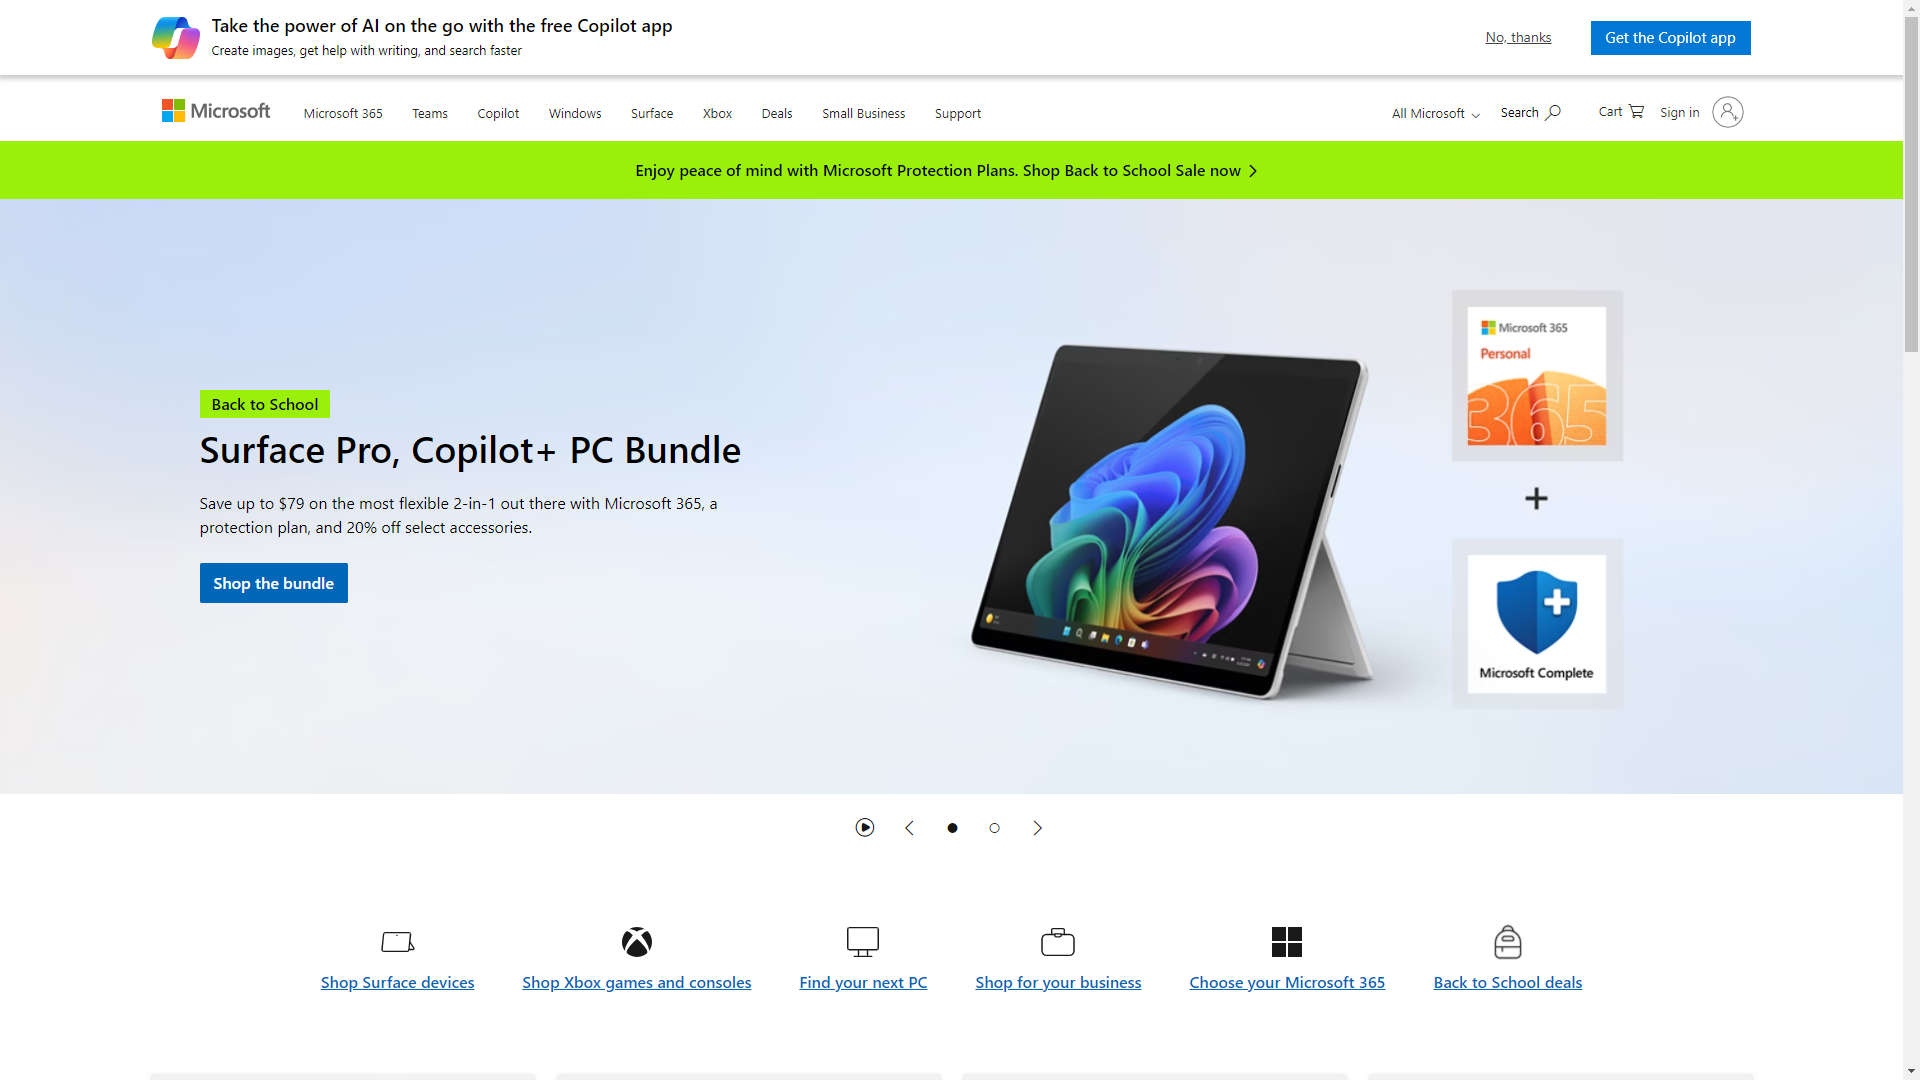 Take the power of AI on the go with the free Copilot app
Create images, get help with writing, and search faster
No, thanks
Get the Copilot app
Microsoft
Microsoft 365
Teams
Copilot
Windows
Surface
Xbox
Deals
Small Business
Support
All Microsoft
Search
Cart
Sign in
Enjoy peace of mind with Microsoft Protection Plans. Shop Back to School Sale now
Back to School
Surface Pro, Copilot+ PC Bundle
Save up to $79 on the most flexible 2-in-1 out there with Microsoft 365, a
protection plan, and 20% off select accessories.
Shop the bundle
Microsoft 365
Personal
365
+
Microsoft Complete
Shop Surface devices
Shop Xbox games and consoles
Find your next PC
Shop for your business
Choose your Microsoft 365
Back to School deals